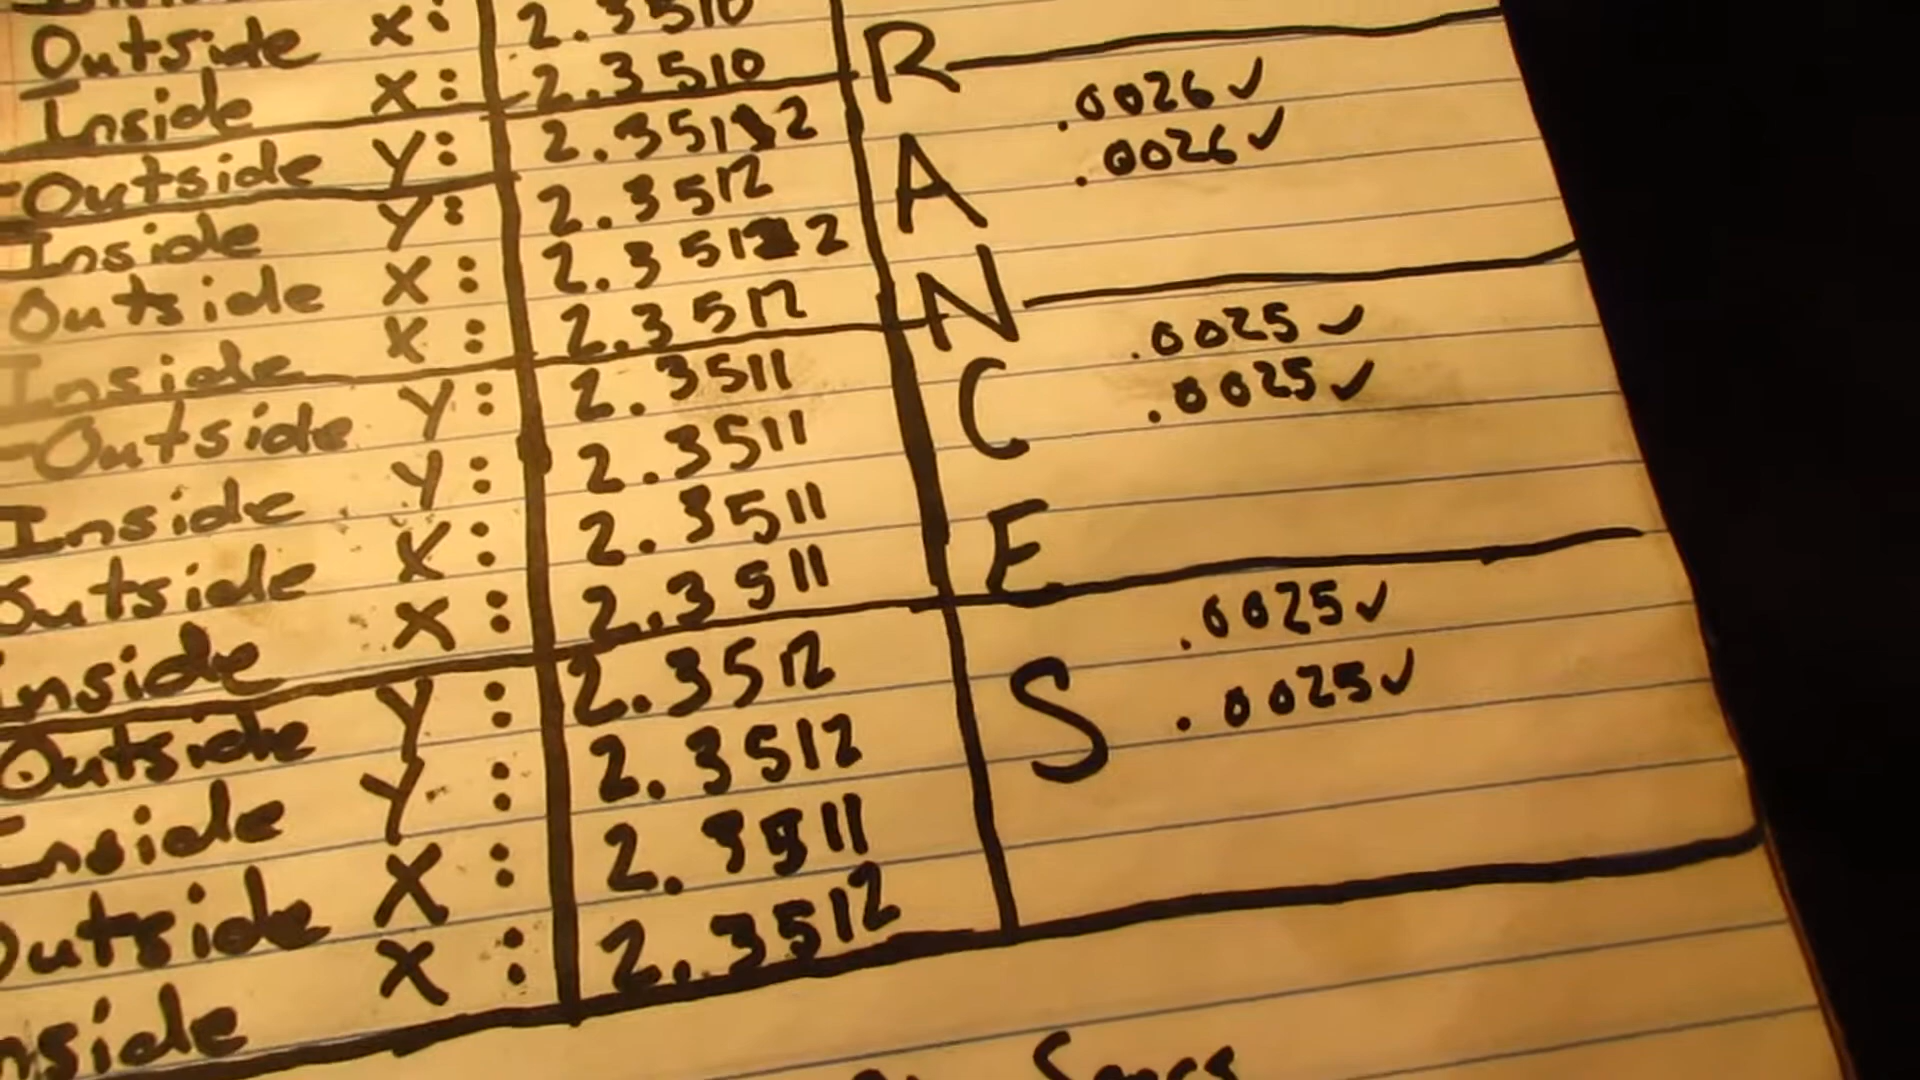 Outside x: 2.3510
Inside x: 2.3510 R
-Outside y: 2.3512 .0026 ✓
Inside y: 2.3512 A .0026 ✓
Outside x: 2.3512
Inside x: 2.3512 N
-Outside y: 2.3511 .0025 ✓
Inside y: 2.3511 C .0025 ✓
Outside x: 2.3511
Inside x: 2.3511 E
Outside y: 2.3512 .0025 ✓
Inside y: 2.3512 S .0025 ✓
Outside x: 2.3511
Inside x: 2.3512